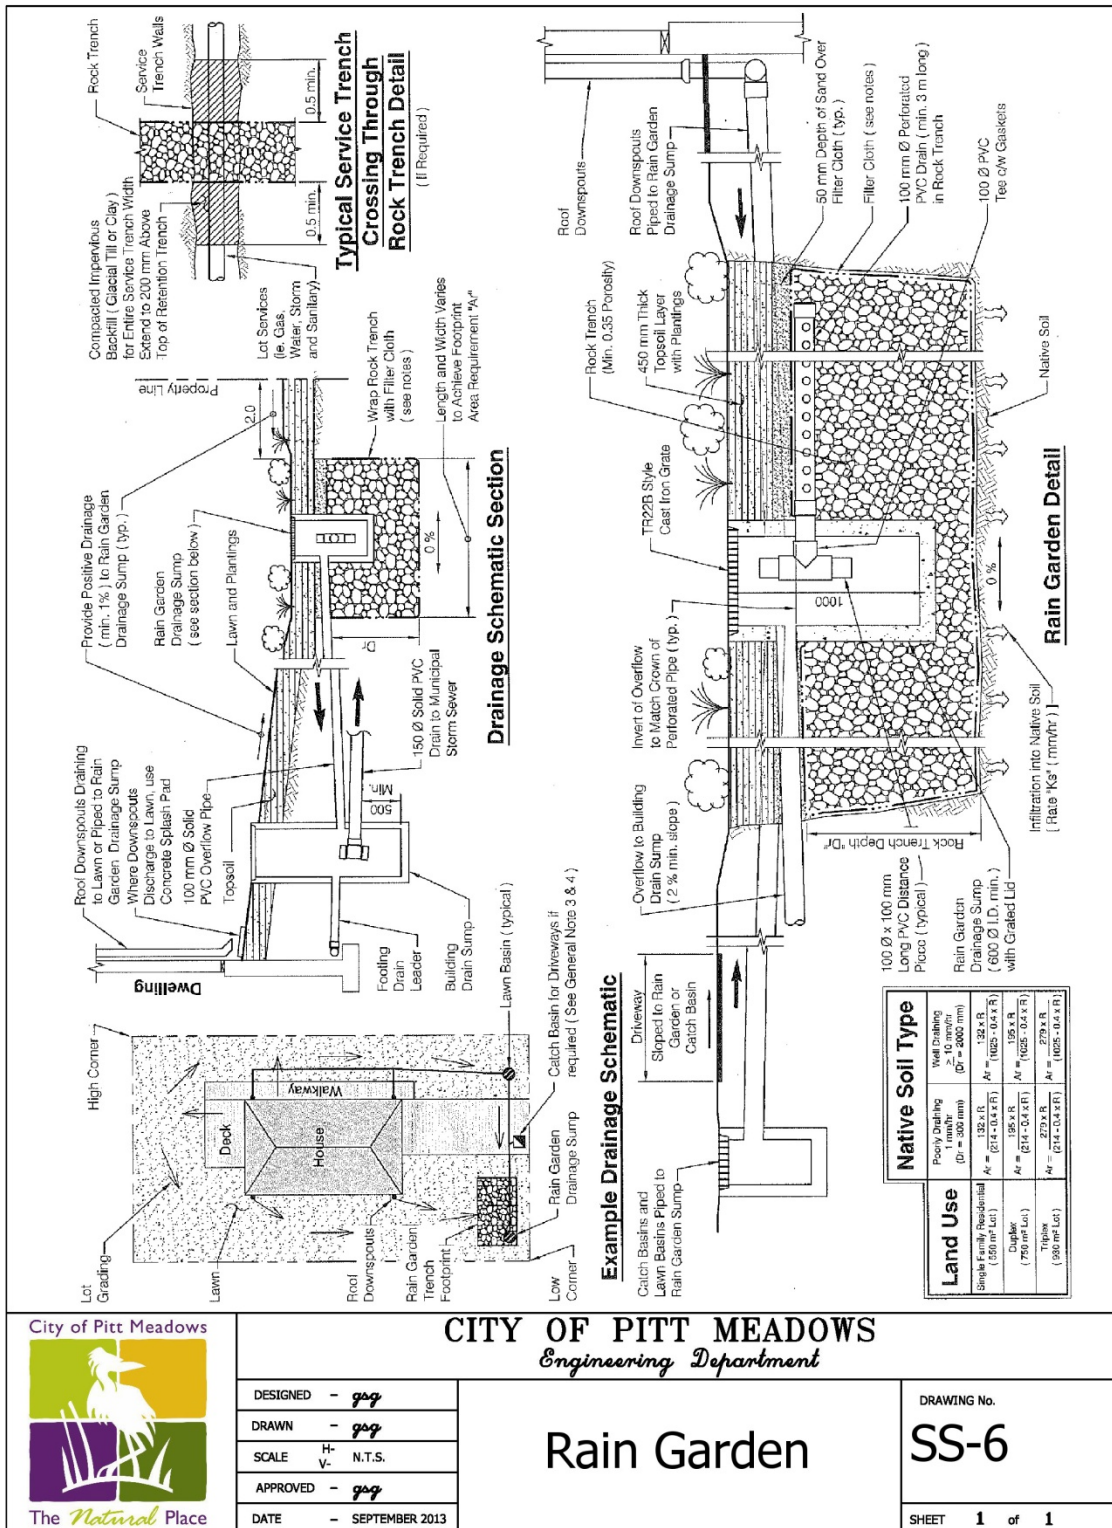 Rock Trench
Service
Trench Walls
0.5 min.
0.5 min.
Compacted Impervious
Backfill ( Glacial Till or Clay )
for Entire Service Trench Width
Extend to 200 mm Above
Top of Retention Trench
Lot Services
(ie. Gas,
Water, Storm
and Sanitary)
Typical Service Trench
Crossing Through
Rock Trench Detail
( If Required )
Roof Downspouts Draining
to Lawn or Piped to Rain
Garden Drainage Sump
Where Downspouts
Discharge to Lawn, use
Concrete Splash Pad
100 mm Ø Solid
PVC Overflow Pipe
Topsoil
Dwelling
Footing
Drain
Leader
Building
Drain Sump
500
Min.
150 Ø Solid PVC
Drain to Municipal
Storm Sewer
Provide Positive Drainage
( min. 1% ) to Rain Garden
Drainage Sump ( typ. )
Rain Garden
Drainage Sump
( see section below )
Lawn and Plantings
2.0
Property Line
Wrap Rock Trench
with Filter Cloth
( see notes )
Length and Width Varies
to Achieve Footprint
Area Requirement "Ar"
0 %
Dr
Drainage Schematic Section
High Corner
Lot
Grading
Deck
Walkway
House
Lawn
Roof
Downspouts
Rain Garden
Trench
Footprint
Low
Corner
Lawn Basin ( typical )
Catch Basin for Driveways if
required ( See General Note 3 & 4 )
Rain Garden
Drainage Sump
Example Drainage Schematic
Roof
Downspouts
Roof Downspouts
Piped to Rain Garden
Drainage Sump
50 mm Depth of Sand Over
Filter Cloth ( typ. )
Filter Cloth ( see notes )
100 mm Ø Perforated
PVC Drain ( min. 3 m long )
in Rock Trench
100 Ø PVC
Tee c/w Gaskets
Rock Trench
(Min. 0.35 Porosity)
450 mm Thick
Topsoil Layer
with Plantings
TR22B Style
Cast Iron Grate
Invert of Overflow
to Match Crown of
Perforated Pipe ( typ. )
Overflow to Building
Drain Sump
( 2 % min. slope )
Driveway
Sloped to Rain
Garden or
Catch Basin
Catch Basins and
Lawn Basins Piped to
Rain Garden Sump
1000
0 %
Rock Trench Depth "Dr"
Native Soil
Infiltration into Native Soil
[ Rate "Ks" ( mm/hr ) ]
100 Ø x 100 mm
Long PVC Distance
Piece ( typical )
Rain Garden
Drainage Sump
( 600 Ø I.D. min. )
with Grated Lid
Rain Garden Detail
Native Soil Type
Land Use
Poorly Draining
1 mm/hr
(Dr = 300 mm)
Well Draining
≥ 10 mm/hr
(Dr = 2000 mm)
Single Family Residential
( 550 m² Lot )
Ar = 132 x R / (214 - 0.4 x R)
Ar = 132 x R / (1025 - 0.4 x R)
Duplex
( 750 m² Lot )
Ar = 195 x R / (214 - 0.4 x R)
Ar = 195 x R / (1025 - 0.4 x R)
Triplex
( 930 m² Lot )
Ar = 279 x R / (214 - 0.4 x R)
Ar = 279 x R / (1025 - 0.4 x R)
City of Pitt Meadows
The Natural Place
CITY OF PITT MEADOWS
Engineering Department
DESIGNED - gsg
DRAWN - gsg
SCALE H- V- N.T.S.
APPROVED - gsg
DATE - SEPTEMBER 2013
Rain Garden
DRAWING No.
SS-6
SHEET 1 of 1